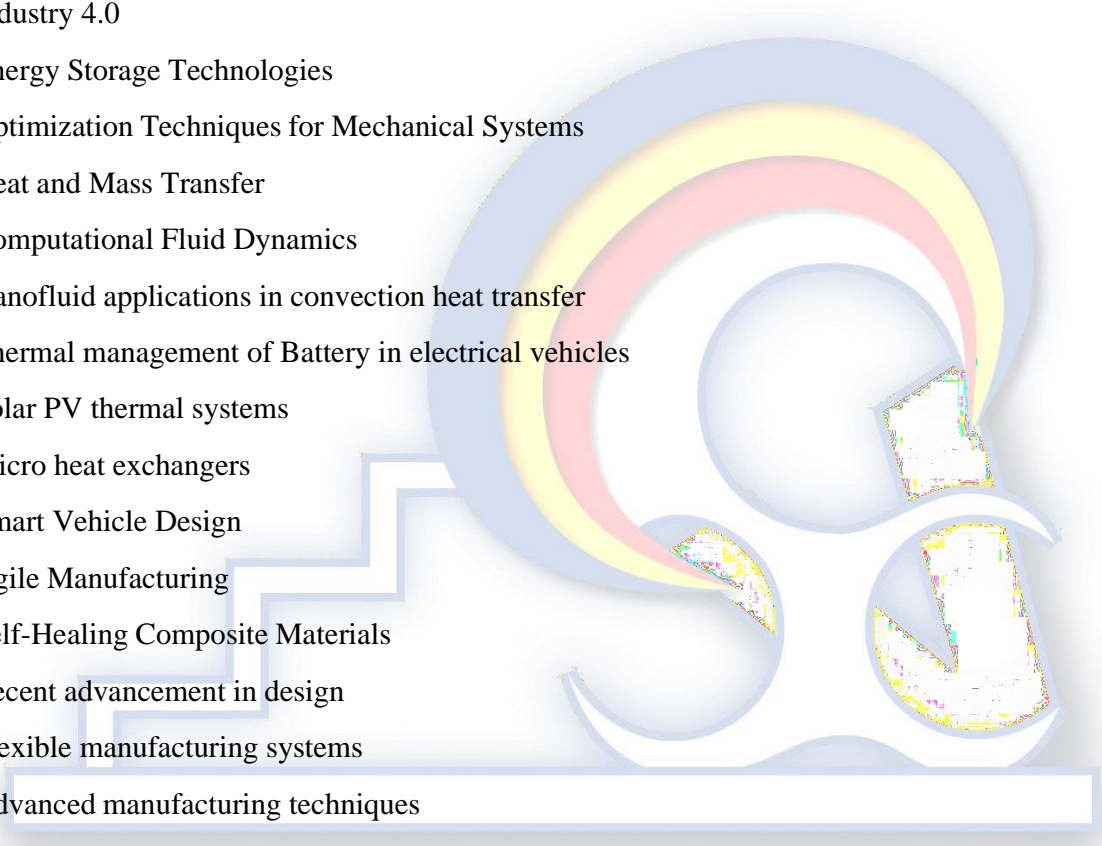 dustry 4.0
nergy Storage Technologies
ptimization Techniques for Mechanical Systems
eat and Mass Transfer
omputational Fluid Dynamics
anofluid applications in convection heat transfer
hermal management of Battery in electrical vehicles
olar PV thermal systems
icro heat exchangers
mart Vehicle Design
gile Manufacturing
elf-Healing Composite Materials
ecent advancement in design
lexible manufacturing systems
dvanced manufacturing techniques